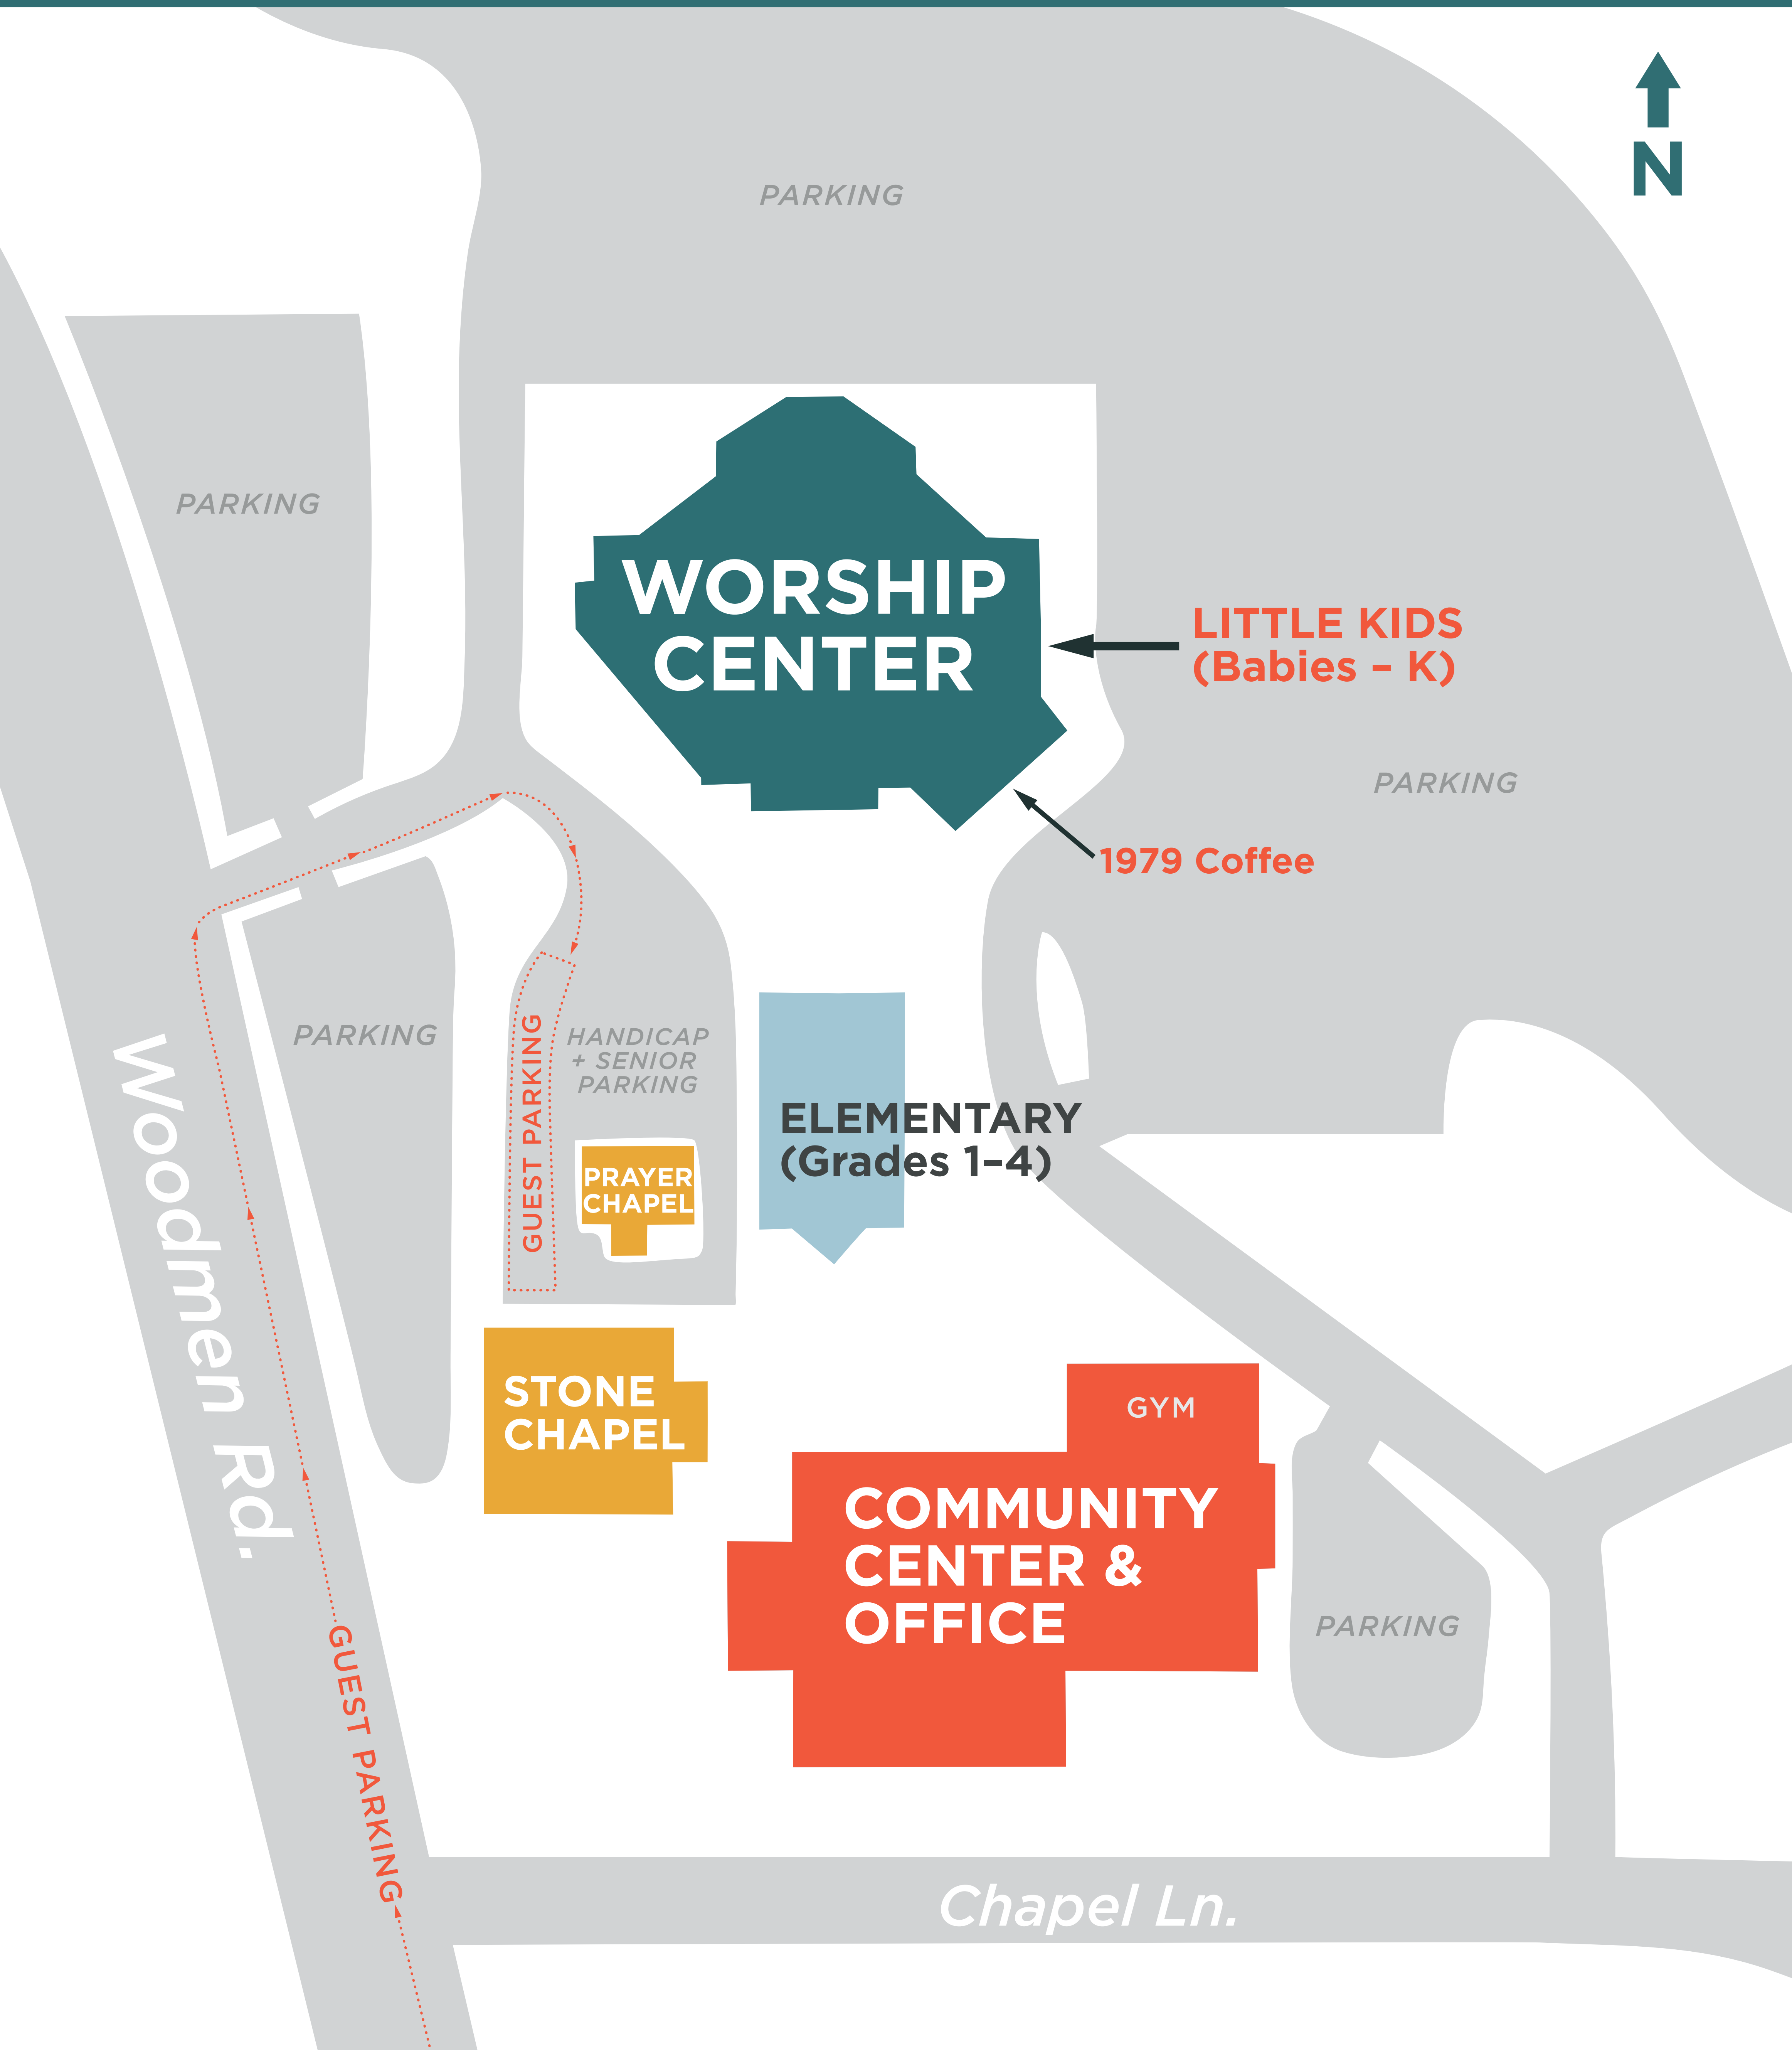 N
PARKING
PARKING
WORSHIP
CENTER
LITTLE KIDS
(Babies – K)
PARKING
1979 Coffee
PARKING
GUEST PARKING
HANDICAP
+ SENIOR
PARKING
ELEMENTARY
(Grades 1–4)
PRAYER
CHAPEL
Woodmen Rd.
STONE
CHAPEL
GYM
COMMUNITY
CENTER &
OFFICE
PARKING
GUEST PARKING
Chapel Ln.